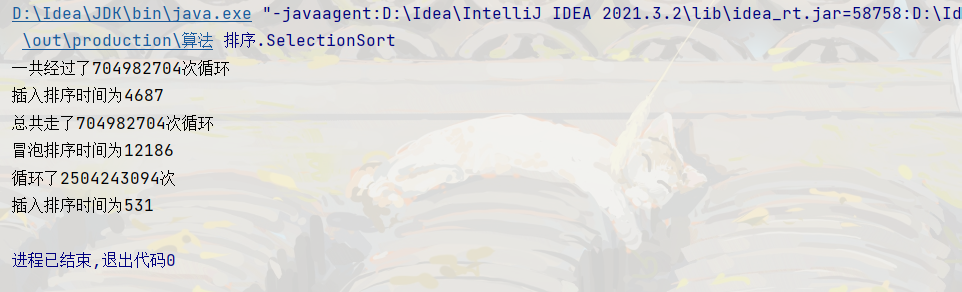 D:\Idea\JDK\bin\java.exe "-javaagent:D:\Idea\IntelliJ IDEA 2021.3.2\lib\idea_rt.jar=58758:D:\Id
\out\production\算法 排序.SelectionSort
一共经过了704982704次循环
插入排序时间为4687
总共走了704982704次循环
冒泡排序时间为12186
循环了2504243094次
插入排序时间为531
进程已结束,退出代码0